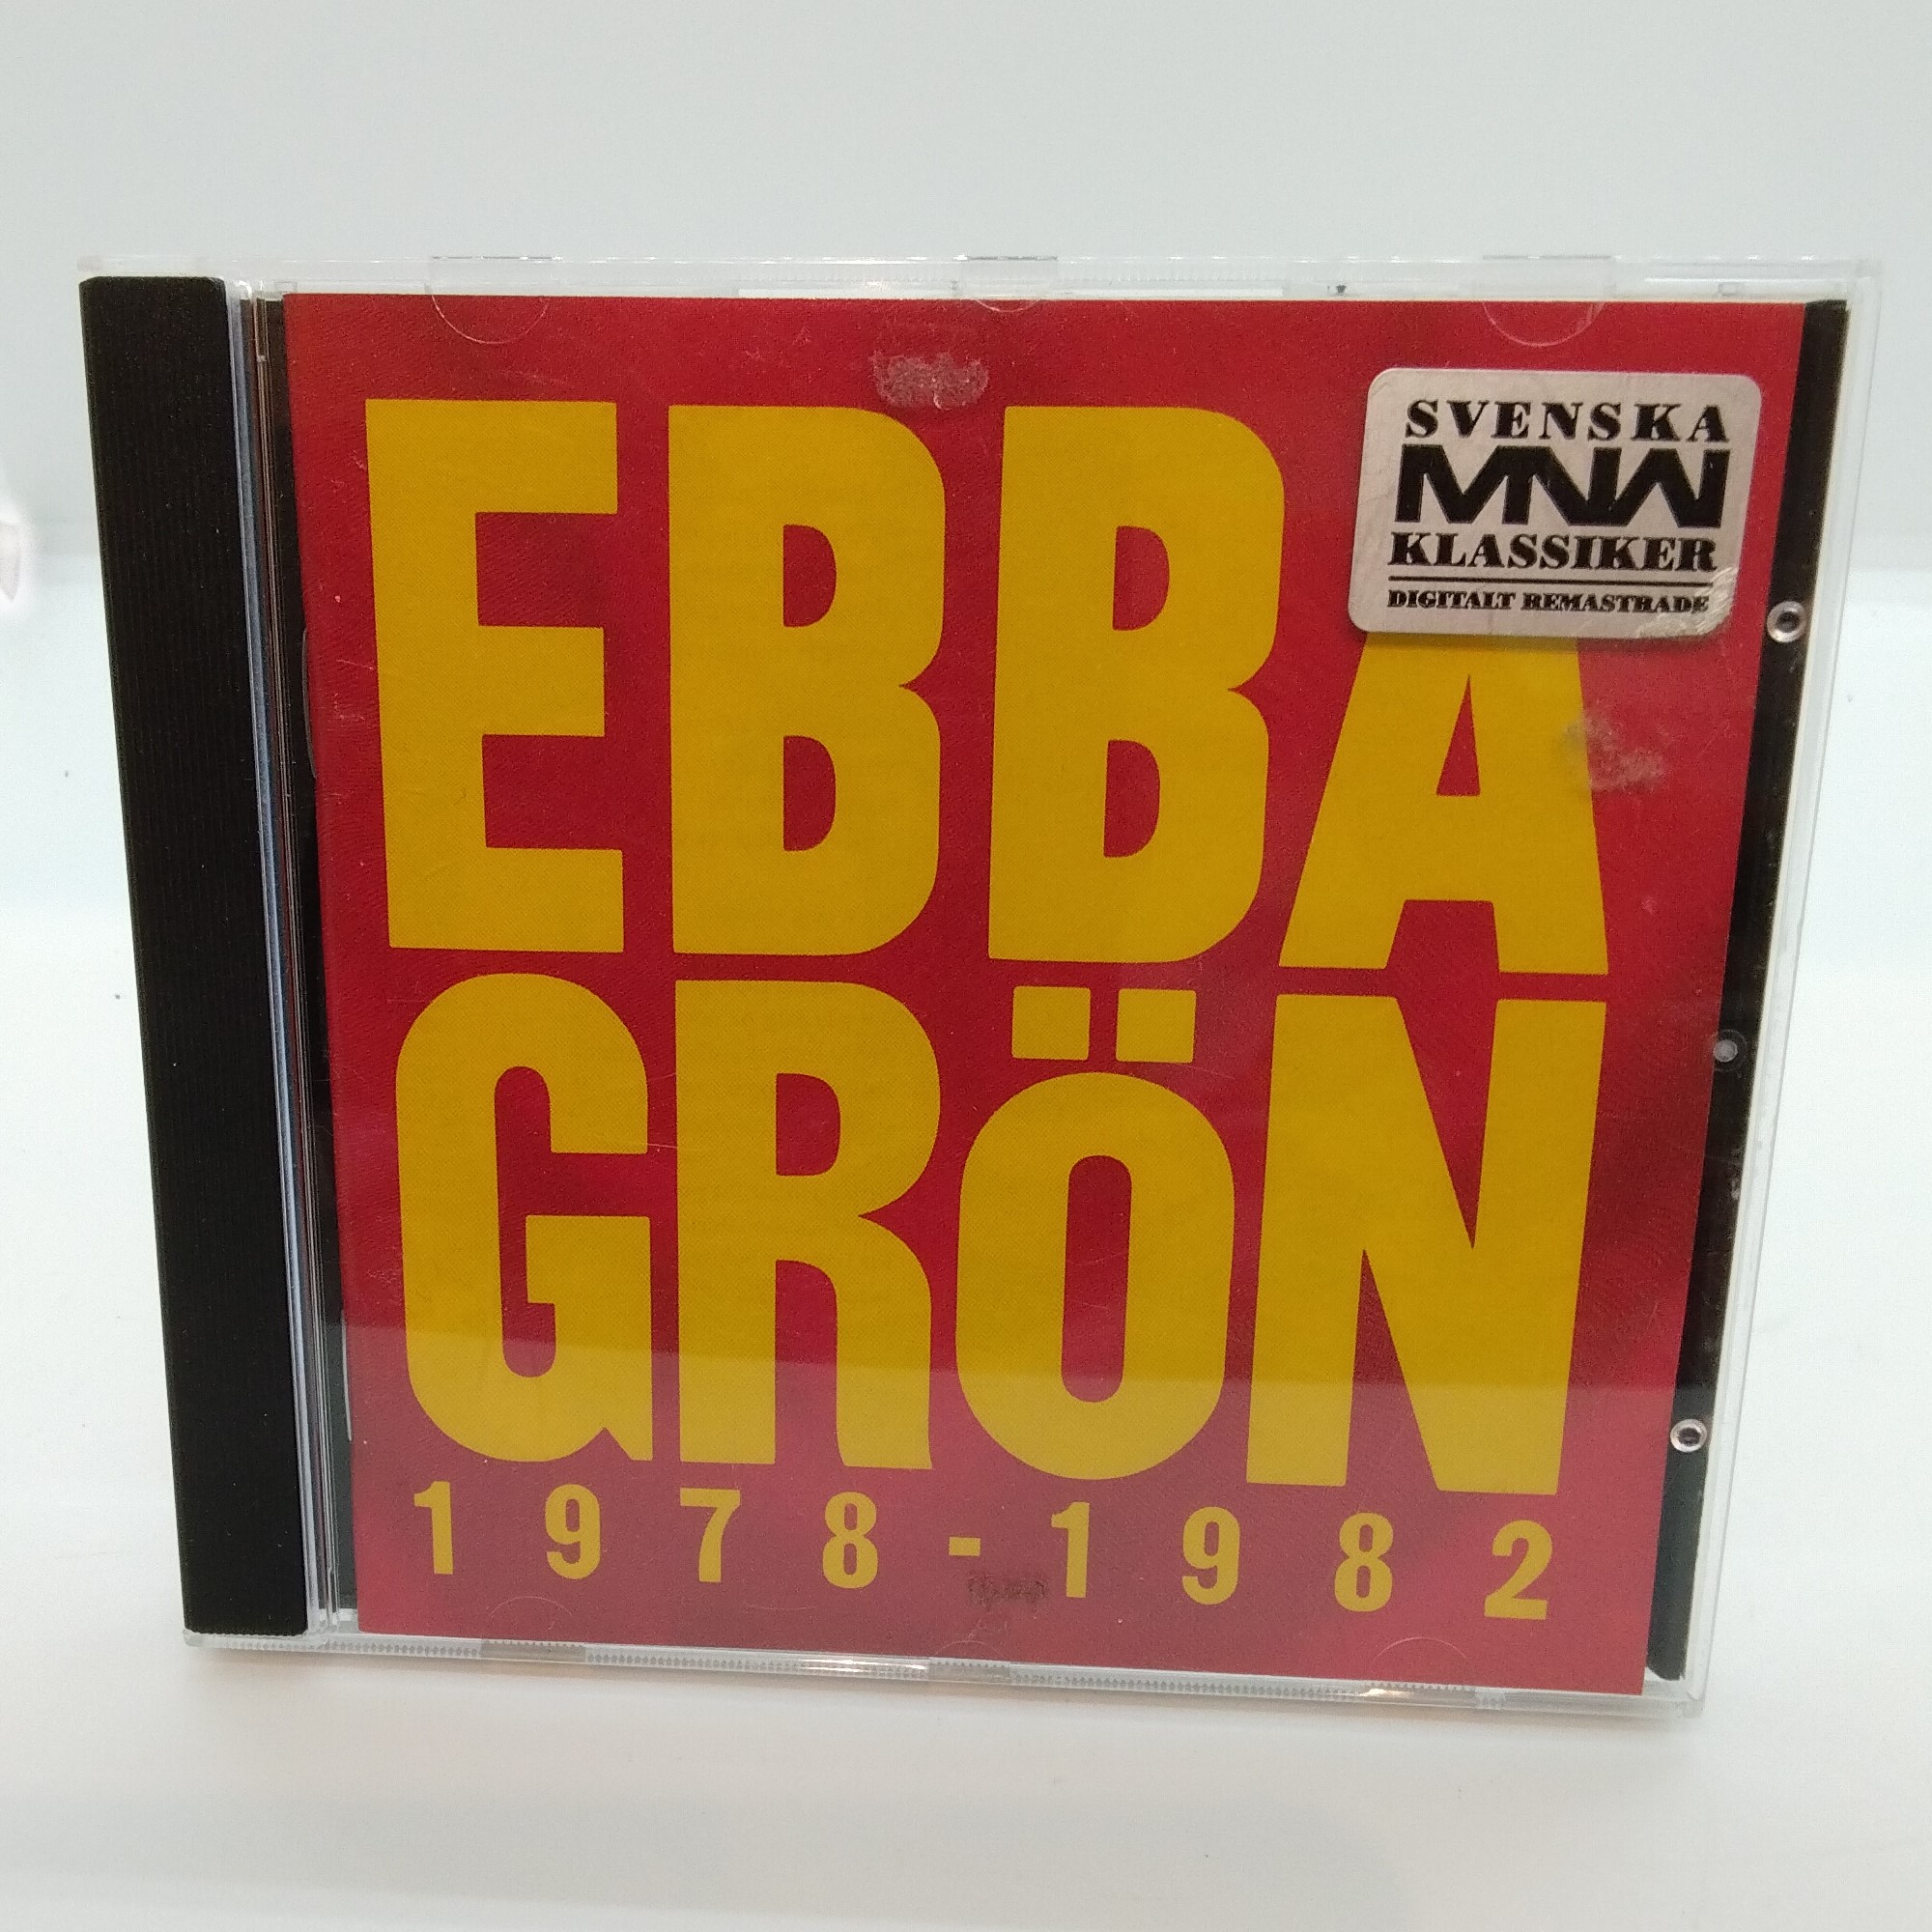 EBBA
GRÖN
1978-1982
SVENSKA
MNW
KLASSIKER
DIGITALT REMASTRADE